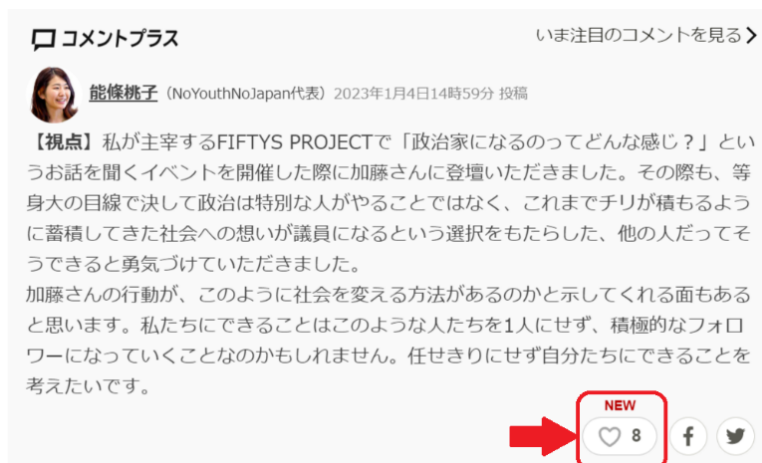 コメントプラス
いま注目のコメントを見る
能條桃子（NoYouthNoJapan代表）2023年1月4日14時59分 投稿
【視点】私が主宰するFIFTYS PROJECTで「政治家になるのってどんな感じ？」とい
うお話を聞くイベントを開催した際に加藤さんに登壇いただきました。その際も、等
身大の目線で決して政治は特別な人がやることではなく、これまでチリが積もるよう
に蓄積してきた社会への想いが議員になるという選択をもたらした、他の人だってそ
うできると勇気づけていただきました。
加藤さんの行動が、このように社会を変える方法があるのかと示してくれる面もある
と思います。私たちにできることはこのような人たちを1人にせず、積極的なフォロ
ワーになっていくことなのかもしれません。任せきりにせず自分たちにできることを
考えたいです。
NEW
8